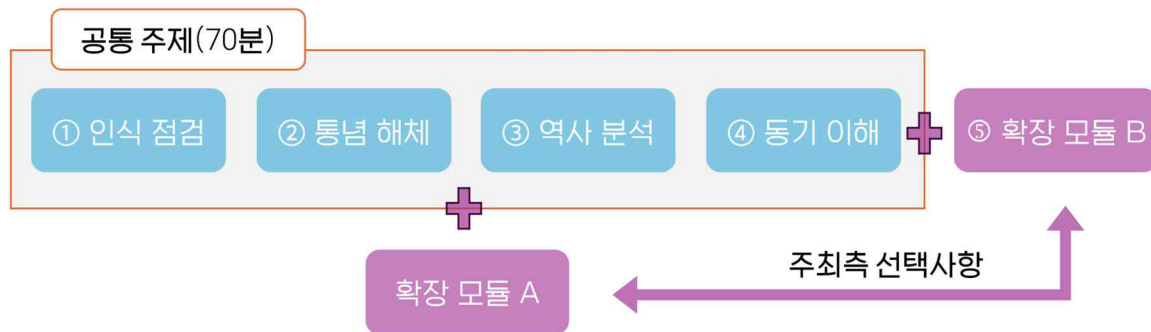 공통 주제(70분)
① 인식 점검
② 통념 해체
③ 역사 분석
④ 동기 이해
⑤ 확장 모듈 B
주최측 선택사항
확장 모듈 A